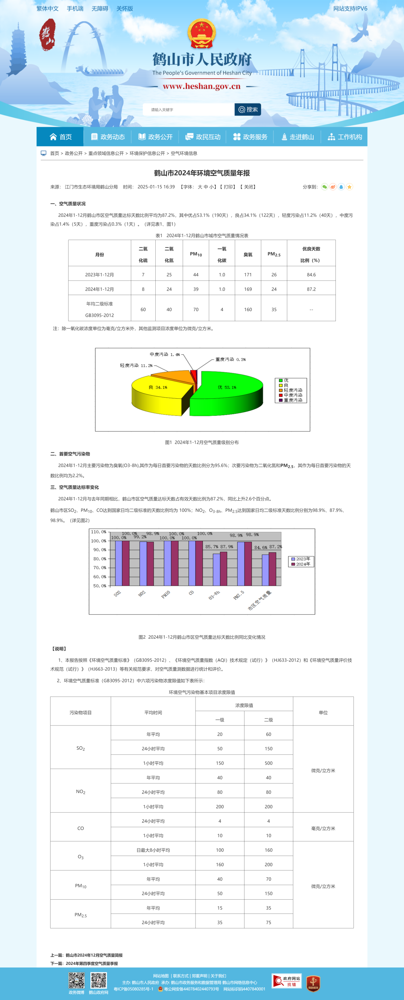 繁体中文 手机端 无障碍 关怀版 网站支持IPV6
鹤山
鹤山市人民政府
The People's Government of Heshan City
www.heshan.gov.cn
请输入关键字 搜索
首页 政务动态 政务公开 政民互动 政务服务 走进鹤山 工作机构
首页 > 政务公开 > 重点领域信息公开 > 环境保护信息公开 > 空气环境信息
鹤山市2024年环境空气质量年报
来源： 江门市生态环境局鹤山分局 时间： 2025-01-15 16:39 【字体： 大 中 小】【 打印】 【 关闭】 分享到：
一、空气质量状况
2024年1-12月鹤山市区空气质量达标天数比例平均为87.2%，其中优占53.1%（190天），良占34.1%（122天），轻度污染占11.2%（40天），中度污
染占1.4%（5天），重度污染占0.3%（1天）。（详见表1、图1）
表1 2024年1-12月鹤山市城市空气质量情况表
月份 二氧化硫 二氧化氮 PM10 一氧化碳 臭氧 PM2.5 优良天数比例（%）
2023年1-12月 7 25 44 1.0 171 26 84.6
2024年1-12月 8 24 39 1.0 169 24 87.2
年均二级标准
GB3095-2012 60 40 70 4 160 35 --
注：除一氧化碳浓度单位为毫克/立方米外，其他监测项目浓度单位为微克/立方米。
中度污染 1.4%
重度污染 0.3%
轻度污染 11.2%
良 34.1%
优 53.1%
优
良
轻度污染
中度污染
重度污染
图1 2024年1-12月空气质量级别分布
二、首要空气污染物
2024年1-12月主要污染物为臭氧(O3-8h),其作为每日首要污染物的天数比例分为95.6%；次要污染物为二氧化氮和PM2.5，其作为每日首要污染物的天
数比例均为2.2%。
三、空气质量达标率变化
2024年1-12月与去年同期相比，鹤山市区空气质量达标天数占有效天数比例为87.2%，同比上升2.6个百分点。
鹤山市区SO2、PM10、CO达到国家日均二级标准的天数比例均为 100%；NO2、O3-8h、PM2.5达到国家日均二级标准天数比例分别为98.9%、87.9%、
98.9%。（详见图2）
110.0%
100.0%
90.0%
80.0%
70.0%
60.0%
50.0%
100.0% 100.0% 99.2% 98.9% 100.0% 100.0% 100.0% 100.0% 85.7% 87.9% 98.9% 98.9% 84.6% 87.2%
SO2 NO2 PM10 CO O3-8h PM2.5 市区空气质量
2023年
2024年
图2 2024年1-12月鹤山市区空气质量达标天数比例同比变化情况
【说明】
1、本报告按照《环境空气质量标准》（GB3095-2012）、《环境空气质量指数（AQI）技术规定（试行）》（HJ633-2012）和《环境空气质量评价技
术规范（试行）》（HJ663-2013）等有关规范要求，对空气质量测数据进行统计和评价。
2、环境空气质量标准（GB3095-2012）中六项污染物浓度限值如下表所示：
环境空气污染物基本项目浓度限值
污染物项目 平均时间 浓度限值 单位
一级 二级
SO2 年平均 20 60 微克/立方米
24小时平均 50 150
1小时平均 150 500
NO2 年平均 40 40
24小时平均 80 80
1小时平均 200 200
CO 24小时平均 4 4 毫克/立方米
1小时平均 10 10
O3 日最大8小时平均 100 160 微克/立方米
1小时平均 160 200
PM10 年平均 40 70
24小时平均 50 150
PM2.5 年平均 15 35
24小时平均 35 75
上一篇：鹤山市2024年12月空气质量简报
下一篇：2024年第四季度空气质量季报
政务微博 鹤山政府网
网站地图 | 联系方式 | 郑重声明 | 关于我们
主办: 鹤山市人民政府 承办: 鹤山市政务服务和数据管理局 鹤山市网络信息中心
粤ICP备05080285号-1 粤公网安备44078402440793号 网站标识码4407840001
政府网站
找错
党政机关